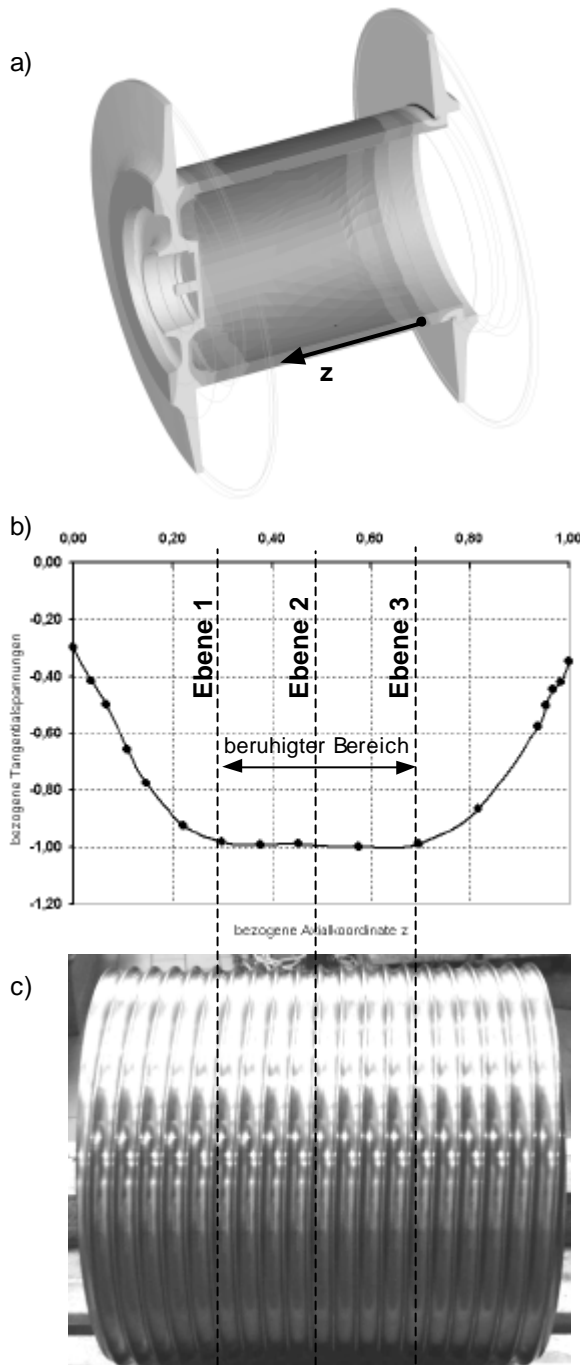 a)
z
b)
0,00 0,20 0,40 0,60 0,80 1,00
0,00
-0,20
-0,40
-0,60
-0,80
-1,00
-1,20
bezogene Tangentialspannungen
Ebene 1
Ebene 2
Ebene 3
beruhigter Bereich
bezogene Axialkoordinate z
c)